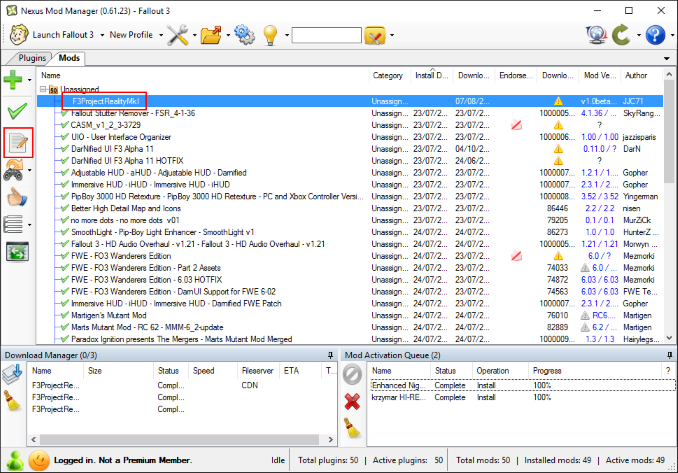 Nexus Mod Manager (0.61.23) - Fallout 3
Launch Fallout 3 New Profile
Plugins Mods
Name Category Install D... Downlo... Endorse... Downlo... Mod Ve... Author
Unassigned
F3ProjectRealityMkI Unassign... 07/08/2... v1.0beta... JJC71
Fallout Stutter Remover - FSR_4-1-36 Unassign... 23/07/2... 23/07/2... 1000005... 4.1.36 / ... SkyRang...
CASM_v1_2_3-3729 Unassign... 23/07/2... 23/07/2... ?
UIO - User Interface Organizer Unassign... 23/07/2... 23/07/2... 1000005... 1.00 / 1.00 jazzisparis
DarNified UI F3 Alpha 11 Unassign... 23/07/2... 04/10/2... 0.11.0 / ? DarN
DarNified UI F3 Alpha 11 HOTFIX Unassign... 23/07/2... 24/06/2... ?
Adjustable HUD - aHUD - Adjustable HUD - Darnified Unassign... 23/07/2... 23/07/2... 1000006... 1.2.1 / 1.... Gopher
Immersive HUD - iHUD - Immersive HUD - iHUD Unassign... 23/07/2... 23/07/2... 1000006... 2.3.1 / 1.... Gopher
PipBoy 3000 HD Retexture - PipBoy 3000 HD Retexture - PC and Xbox Controller Versi... Unassign... 23/07/2... 23/07/2... 1000008... 3.52 / 3.52 Yingerman
Better High Detail Map and Icons Unassign... 23/07/2... 23/07/2... 86446 2.2 / 2.2 nisen
no more dots - no more dots v01 Unassign... 23/07/2... 23/07/2... 79205 0.1 / 0.1 MurZiCk
SmoothLight - Pip-Boy Light Enhancer - SmoothLight v1 Unassign... 23/07/2... 23/07/2... 86273 1.0 / 1.0 HunterZ ...
Fallout 3 - HD Audio Overhaul - v1.21 - Fallout 3 - HD Audio Overhaul - v1.21 Unassign... 23/07/2... 23/07/2... 1000005... 1.21 / 1.21 Monwyn ...
FWE - FO3 Wanderers Edition Unassign... 24/07/2... 23/07/2... 6.0 / ? Mezmorki
FWE - FO3 Wanderers Edition - Part 2 Assets Unassign... 24/07/2... 23/07/2... 74033 6.0 / ... Mezmorki
FWE - FO3 Wanderers Edition - 6.03 HOTFIX Unassign... 24/07/2... 23/07/2... 74872 6.03 / 6.03 Mezmorki
FWE - FO3 Wanderers Edition - DarnUI Support for FWE 6-02 Unassign... 24/07/2... 23/07/2... 74563 6.03 / 6.03 FWE To...
Immersive HUD - iHUD - Immersive HUD - Darnified FWE Patch Unassign... 24/07/2... 23/07/2... 1000006... 2.3.1 / 2.... Gopher
Martigen's Mutant Mod Unassign... 24/07/2... 23/07/2... 76010 RC6.... Martigen
Marts Mutant Mod - RC 62 - MMM-6_2-update Unassign... 24/07/2... 23/07/2... 82889 6.2 / ... Martigen
Paradox Ignition presents The Mergers - Marts Mutant Mod Merged Unassign... 24/07/2... 23/07/2... 1000009... 1.3 / 1.3 Hairylegs...
Download Manager (0/3)
Name Size Status Speed Fileserver ETA T...
F3ProjectRe... Compl... CDN
F3ProjectRe... Compl...
F3ProjectRe... Compl...
Mod Activation Queue (2)
Name Status Operation Progress ?
Enhanced Nig... Complete Install 100%
krzymar HI-RE... Complete Install 100%
Logged in. Not a Premium Member. Idle Total plugins: 50 | Active plugins: 50 Total mods: 50 | Installed mods: 49 | Active mods: 49